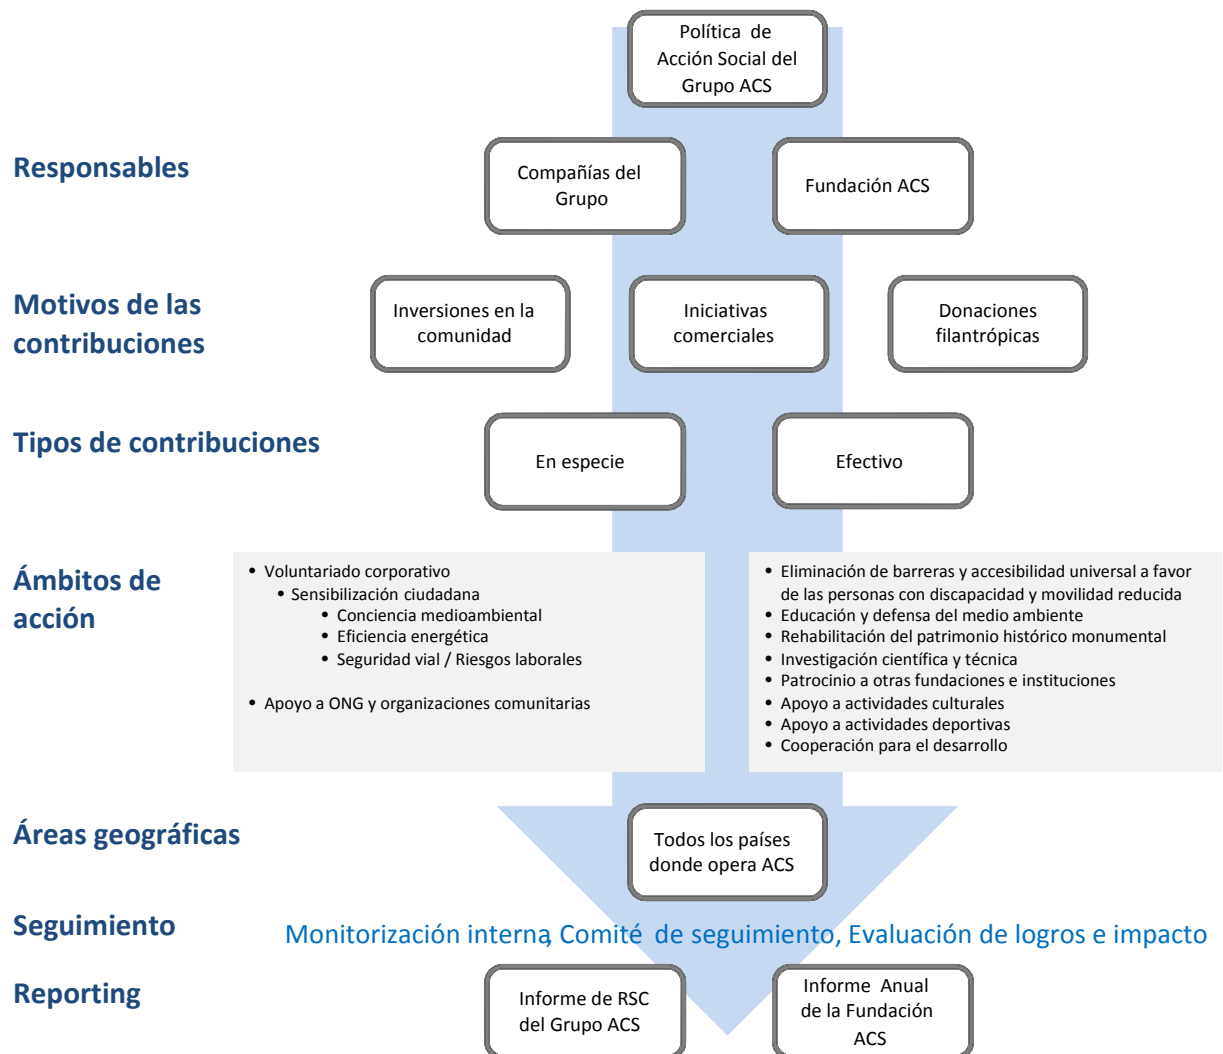 Política de
Acción Social del
Grupo ACS
Responsables
Compañías del
Grupo
Fundación ACS
Motivos de las
contribuciones
Inversiones en la
comunidad
Iniciativas
comerciales
Donaciones
filantrópicas
Tipos de contribuciones
En especie
Efectivo
Ámbitos de
acción
• Voluntariado corporativo
• Sensibilización ciudadana
• Conciencia medioambiental
• Eficiencia energética
• Seguridad vial / Riesgos laborales
• Apoyo a ONG y organizaciones comunitarias
• Eliminación de barreras y accesibilidad universal a favor
de las personas con discapacidad y movilidad reducida
• Educación y defensa del medio ambiente
• Rehabilitación del patrimonio histórico monumental
• Investigación científica y técnica
• Patrocinio a otras fundaciones e instituciones
• Apoyo a actividades culturales
• Apoyo a actividades deportivas
• Cooperación para el desarrollo
Áreas geográficas
Todos los países
donde opera ACS
Seguimiento
Monitorización interna, Comité de seguimiento, Evaluación de logros e impacto
Reporting
Informe de RSC
del Grupo ACS
Informe Anual
de la Fundación
ACS